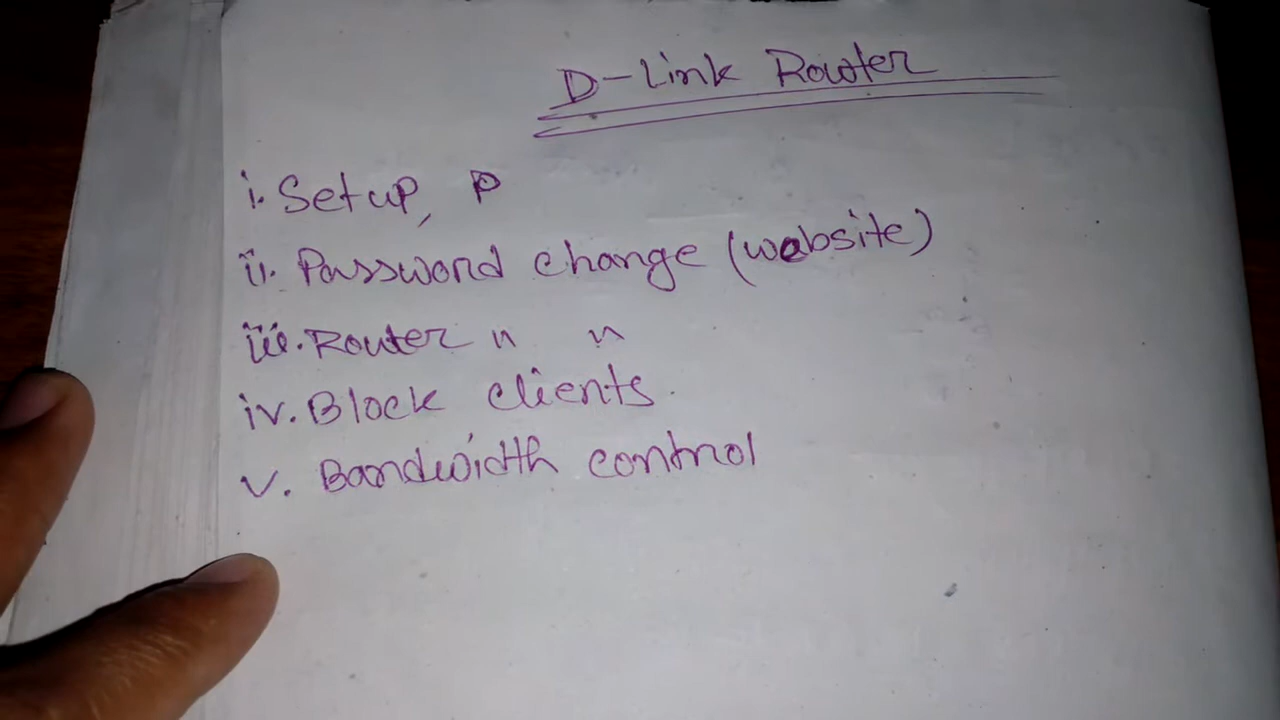 D-Link Router
i. Setup, P
ii. Password change (website)
iii. Router " "
iv. Block clients.
v. Bandwidth control